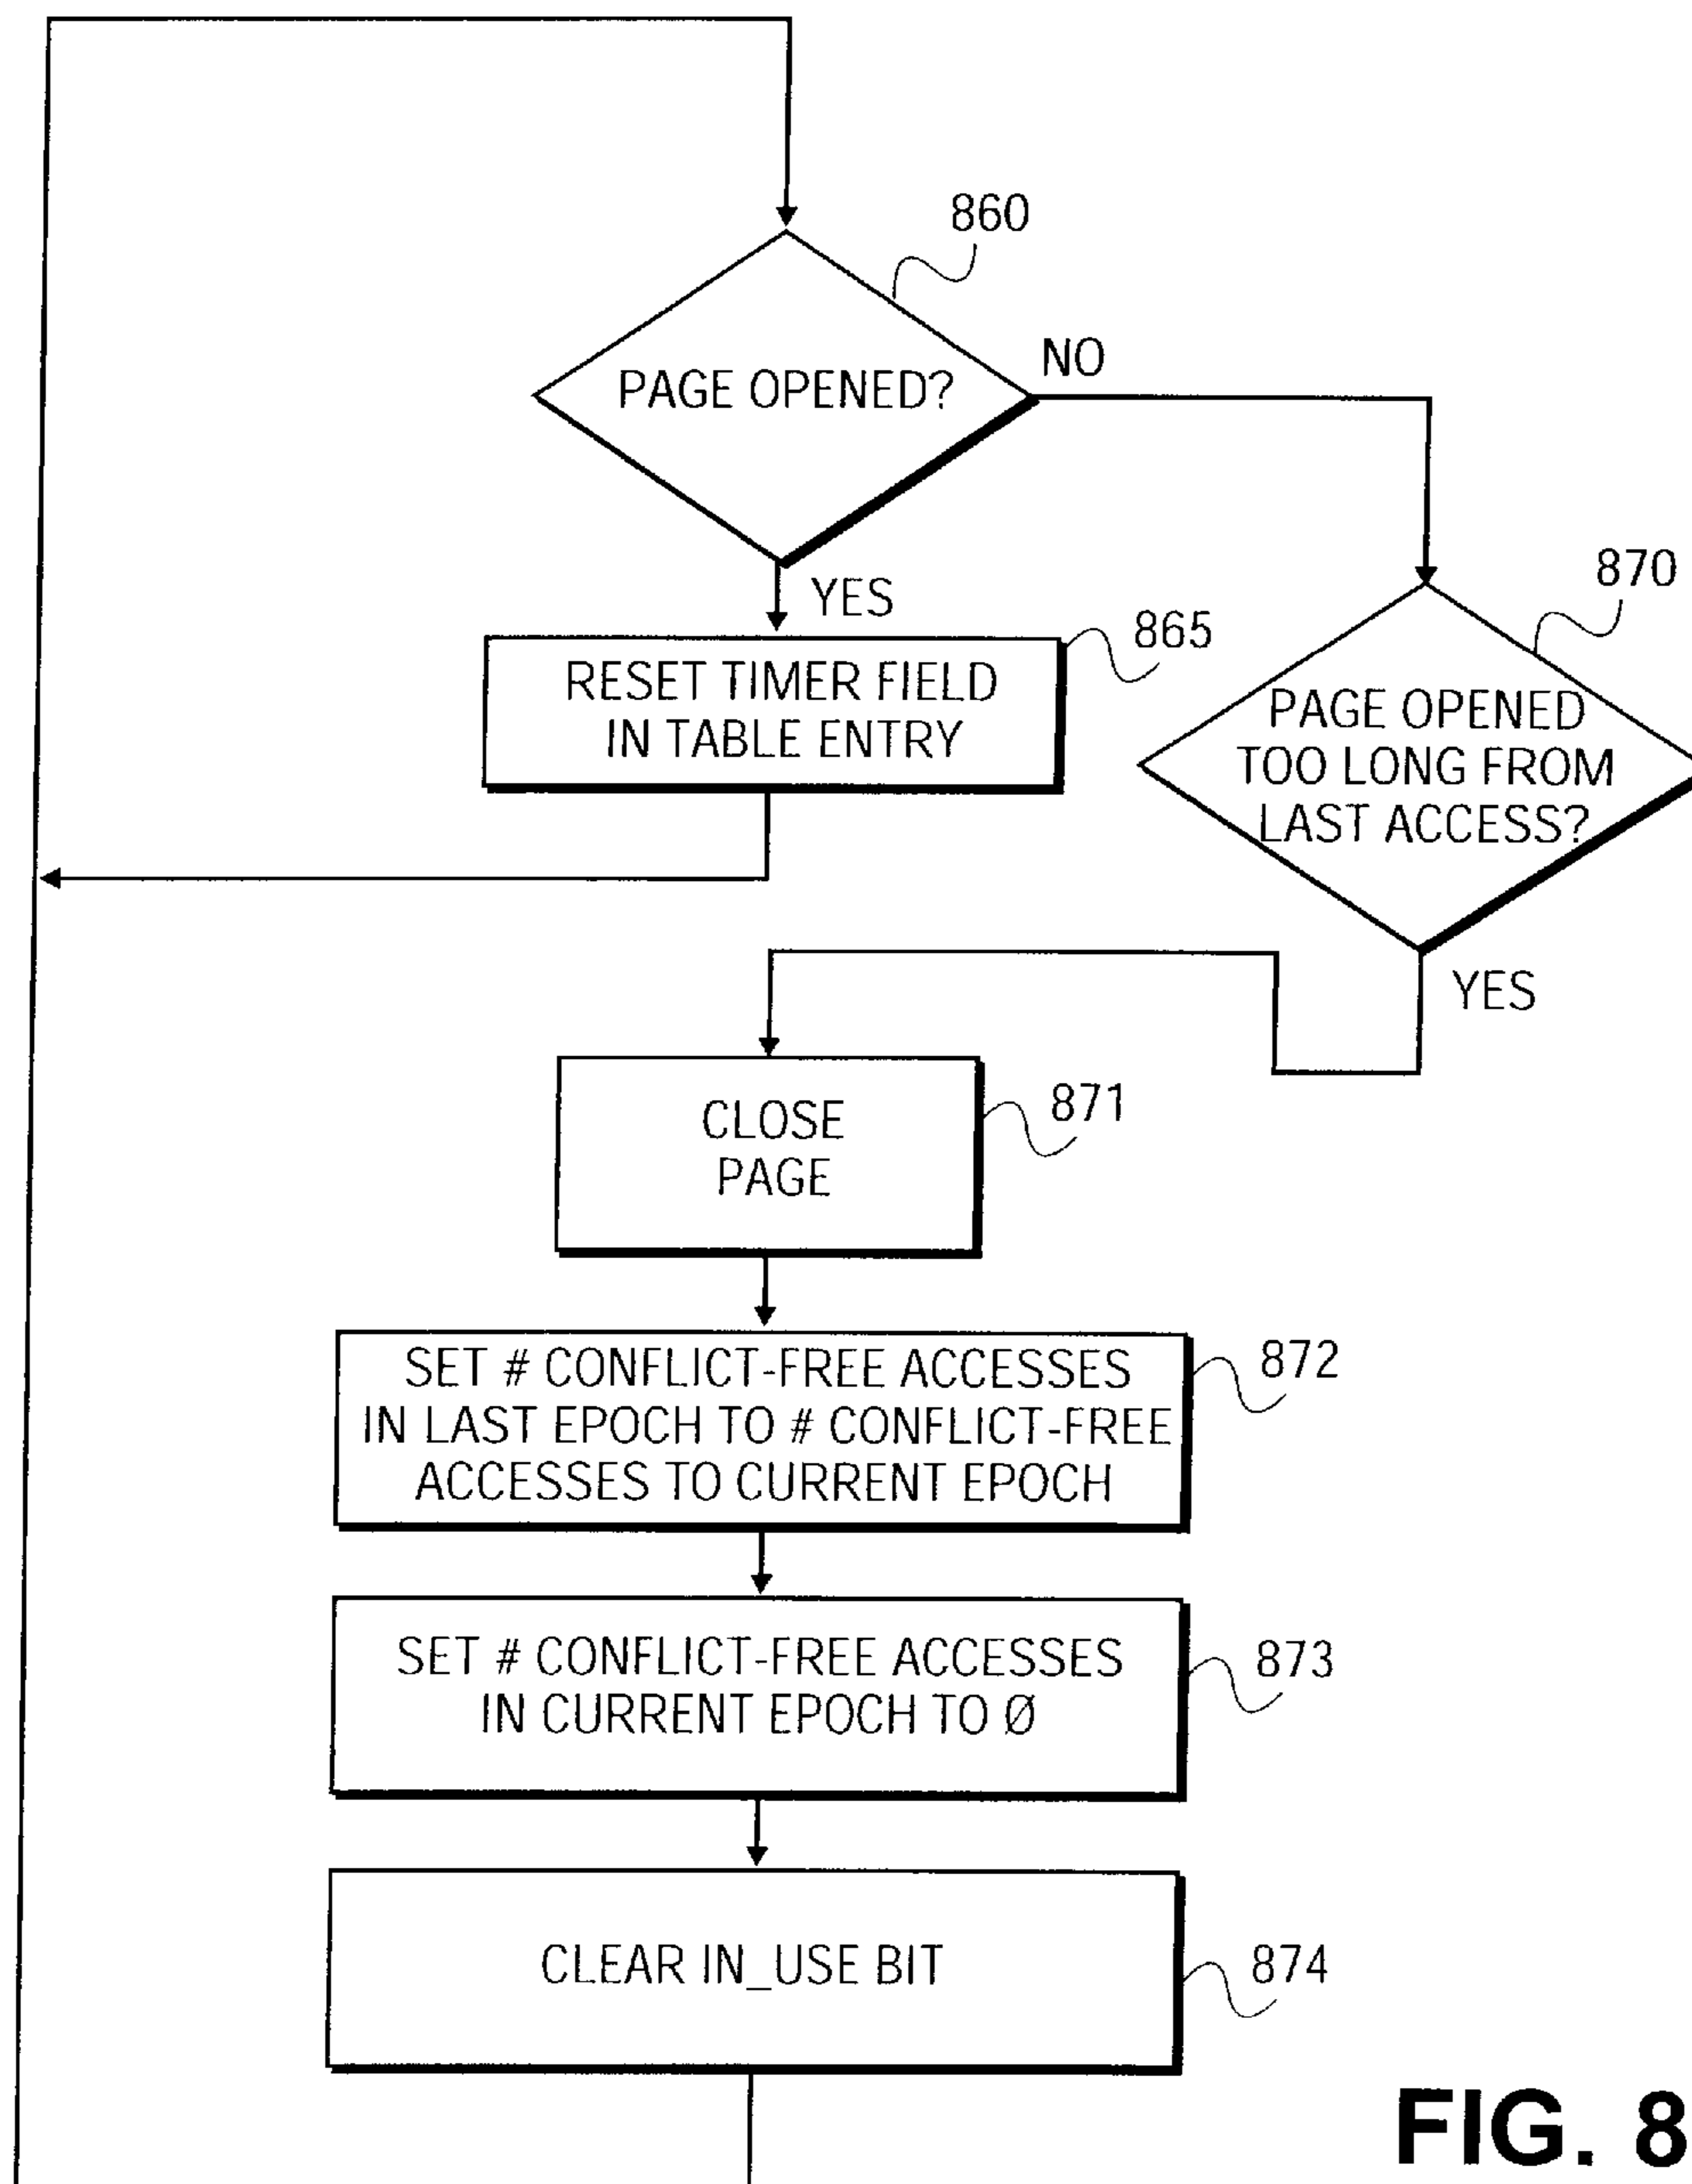 860
PAGE OPENED?
NO
YES
865
RESET TIMER FIELD
IN TABLE ENTRY
870
PAGE OPENED
TOO LONG FROM
LAST ACCESS?
YES
871
CLOSE
PAGE
872
SET # CONFLICT-FREE ACCESSES
IN LAST EPOCH TO # CONFLICT-FREE
ACCESSES TO CURRENT EPOCH
873
SET # CONFLICT-FREE ACCESSES
IN CURRENT EPOCH TO Ø
874
CLEAR IN_USE BIT
FIG. 8